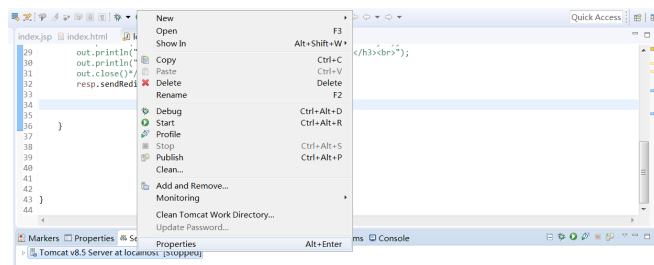 New
Open F3
Show In Alt+Shift+W
Quick Access
index.jsp index.html
Copy Ctrl+C
Paste Ctrl+V
Delete Delete
Rename F2
Debug Ctrl+Alt+D
Start Ctrl+Alt+R
Profile
Stop Ctrl+Alt+S
Publish Ctrl+Alt+P
Clean...
Add and Remove...
Monitoring
Clean Tomcat Work Directory...
Update Password...
Properties Alt+Enter
29 out.println(" </h3><br>");
30 out.println("
31 out.close()*/
32 resp.sendRedi
33
34
35
36 }
37
38
39
40
41
42
43 }
44
Markers Properties Se ms Console
Tomcat v8.5 Server at localhost [Stopped]